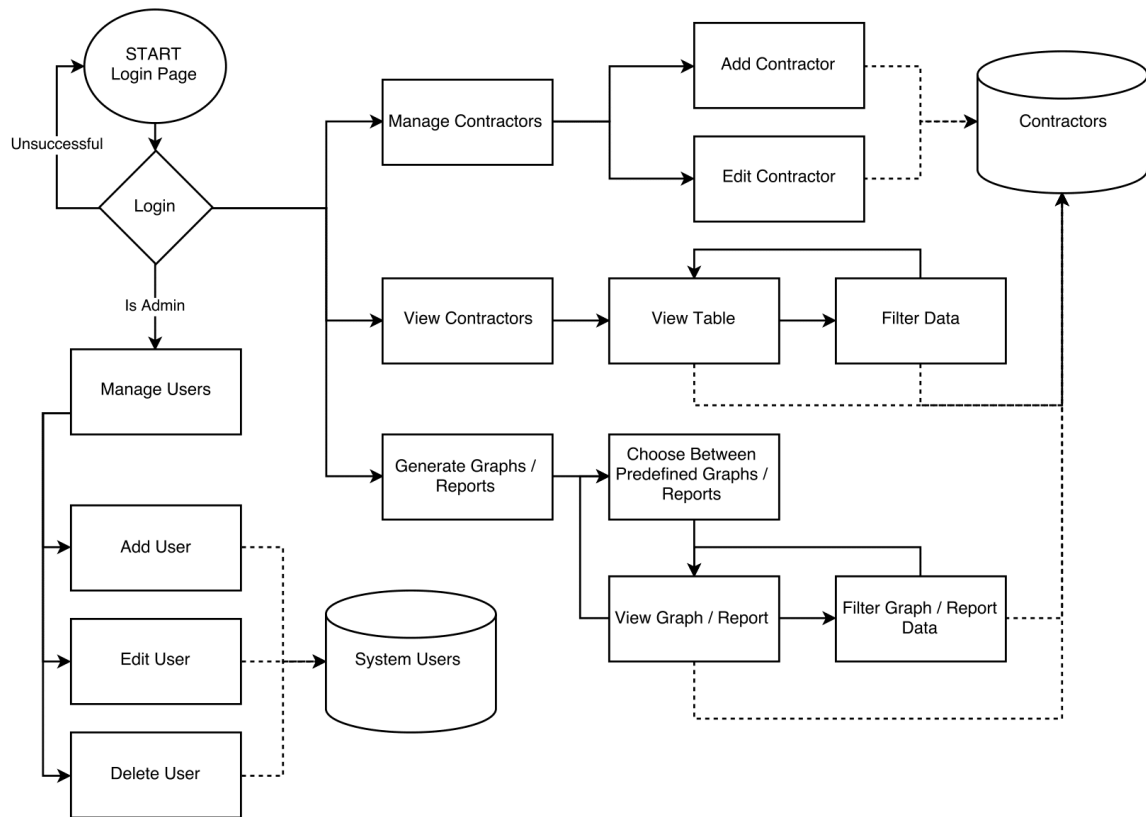 START
Login Page
Unsuccessful
Login
Is Admin
Manage Users
Add User
Edit User
Delete User
System Users
Manage Contractors
Add Contractor
Edit Contractor
Contractors
View Contractors
View Table
Filter Data
Generate Graphs /
Reports
Choose Between
Predefined Graphs /
Reports
View Graph / Report
Filter Graph / Report
Data